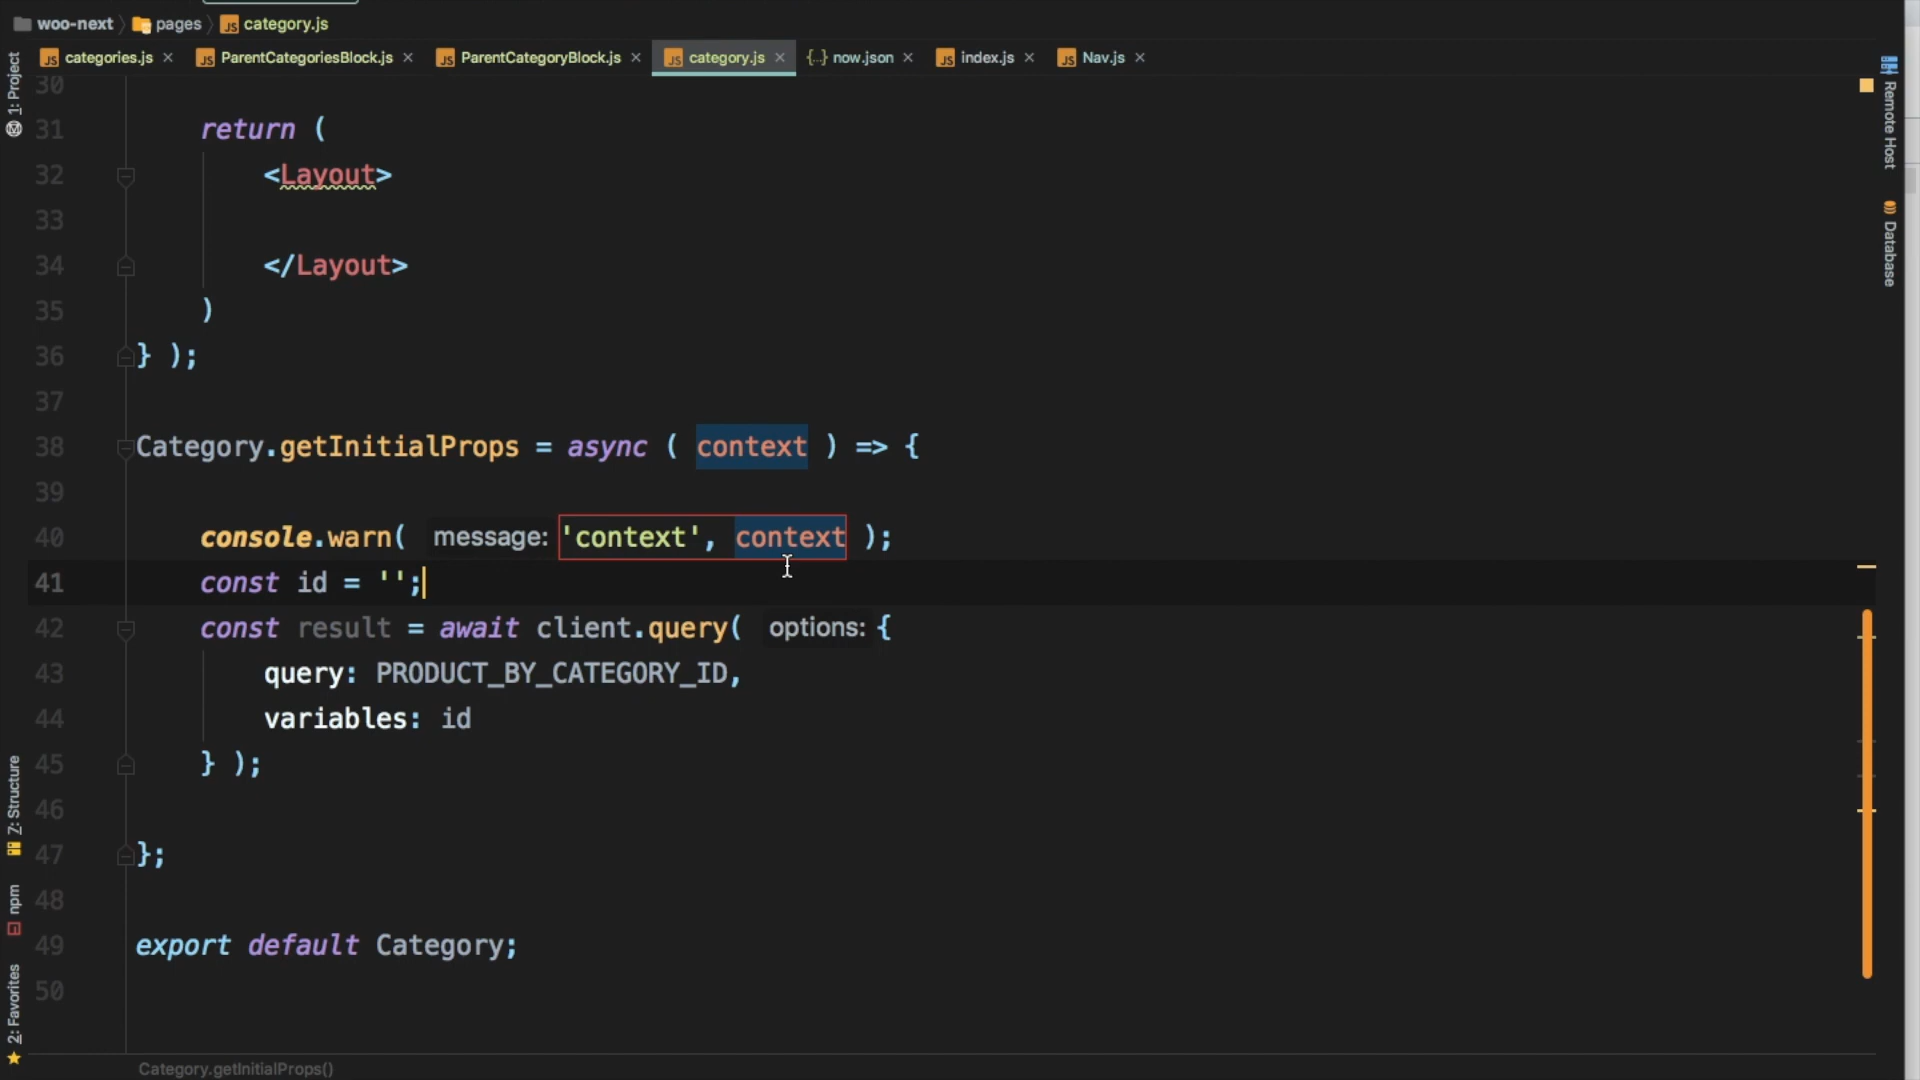 woo-next pages category.js
categories.js ParentCategoriesBlock.js ParentCategoryBlock.js category.js now.json index.js Nav.js
1: Project
Z: Structure
npm
2: Favorites
30
31 return (
32 <Layout>
33
34 </Layout>
35 )
36 } );
37
38 Category.getInitialProps = async ( context ) => {
39
40 console.warn( message: 'context', context );
41 const id = '';
42 const result = await client.query( options: {
43 query: PRODUCT_BY_CATEGORY_ID,
44 variables: id
45 } );
46
47 };
48
49 export default Category;
50
Category.getInitialProps()
Remote Host
Database